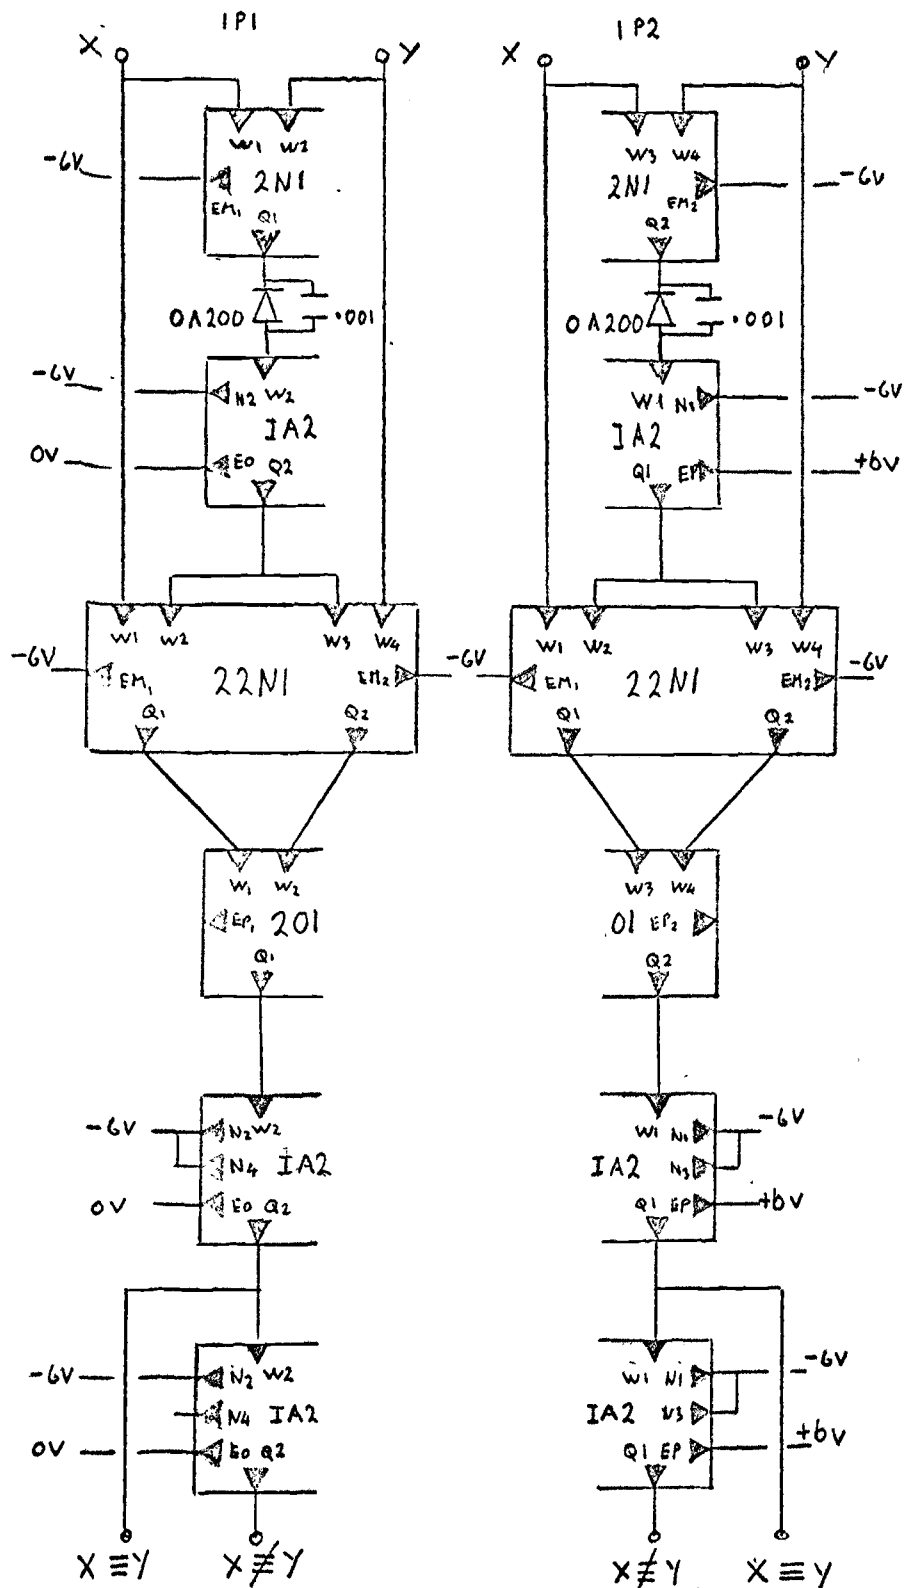 IP1 IP2
X Y X Y
W1 W2 W3 W4
-6V 2N1 2N1 -6V
EM1 EM2
Q1 Q2
OA200 .001 OA200 .001
-6V N2 W2 W1 N1 -6V
IA2 IA2
0V E0 Q2 Q1 EP +6V
W1 W2 W3 W4 W1 W2 W3 W4
-6V EM1 22N1 EM2 -6V EM1 22N1 EM2 -6V
Q1 Q2 Q1 Q2
W1 W2 W3 W4
EP1 201 01 EP2
Q1 Q2
-6V N2 W2 W1 N1 -6V
N4 IA2 IA2 N3
0V E0 Q2 Q1 EP +6V
-6V N2 W2 W1 N1 -6V
N4 IA2 IA2 N3
0V E0 Q2 Q1 EP +6V
X ≡ Y X ≢ Y X ≢ Y X ≡ Y